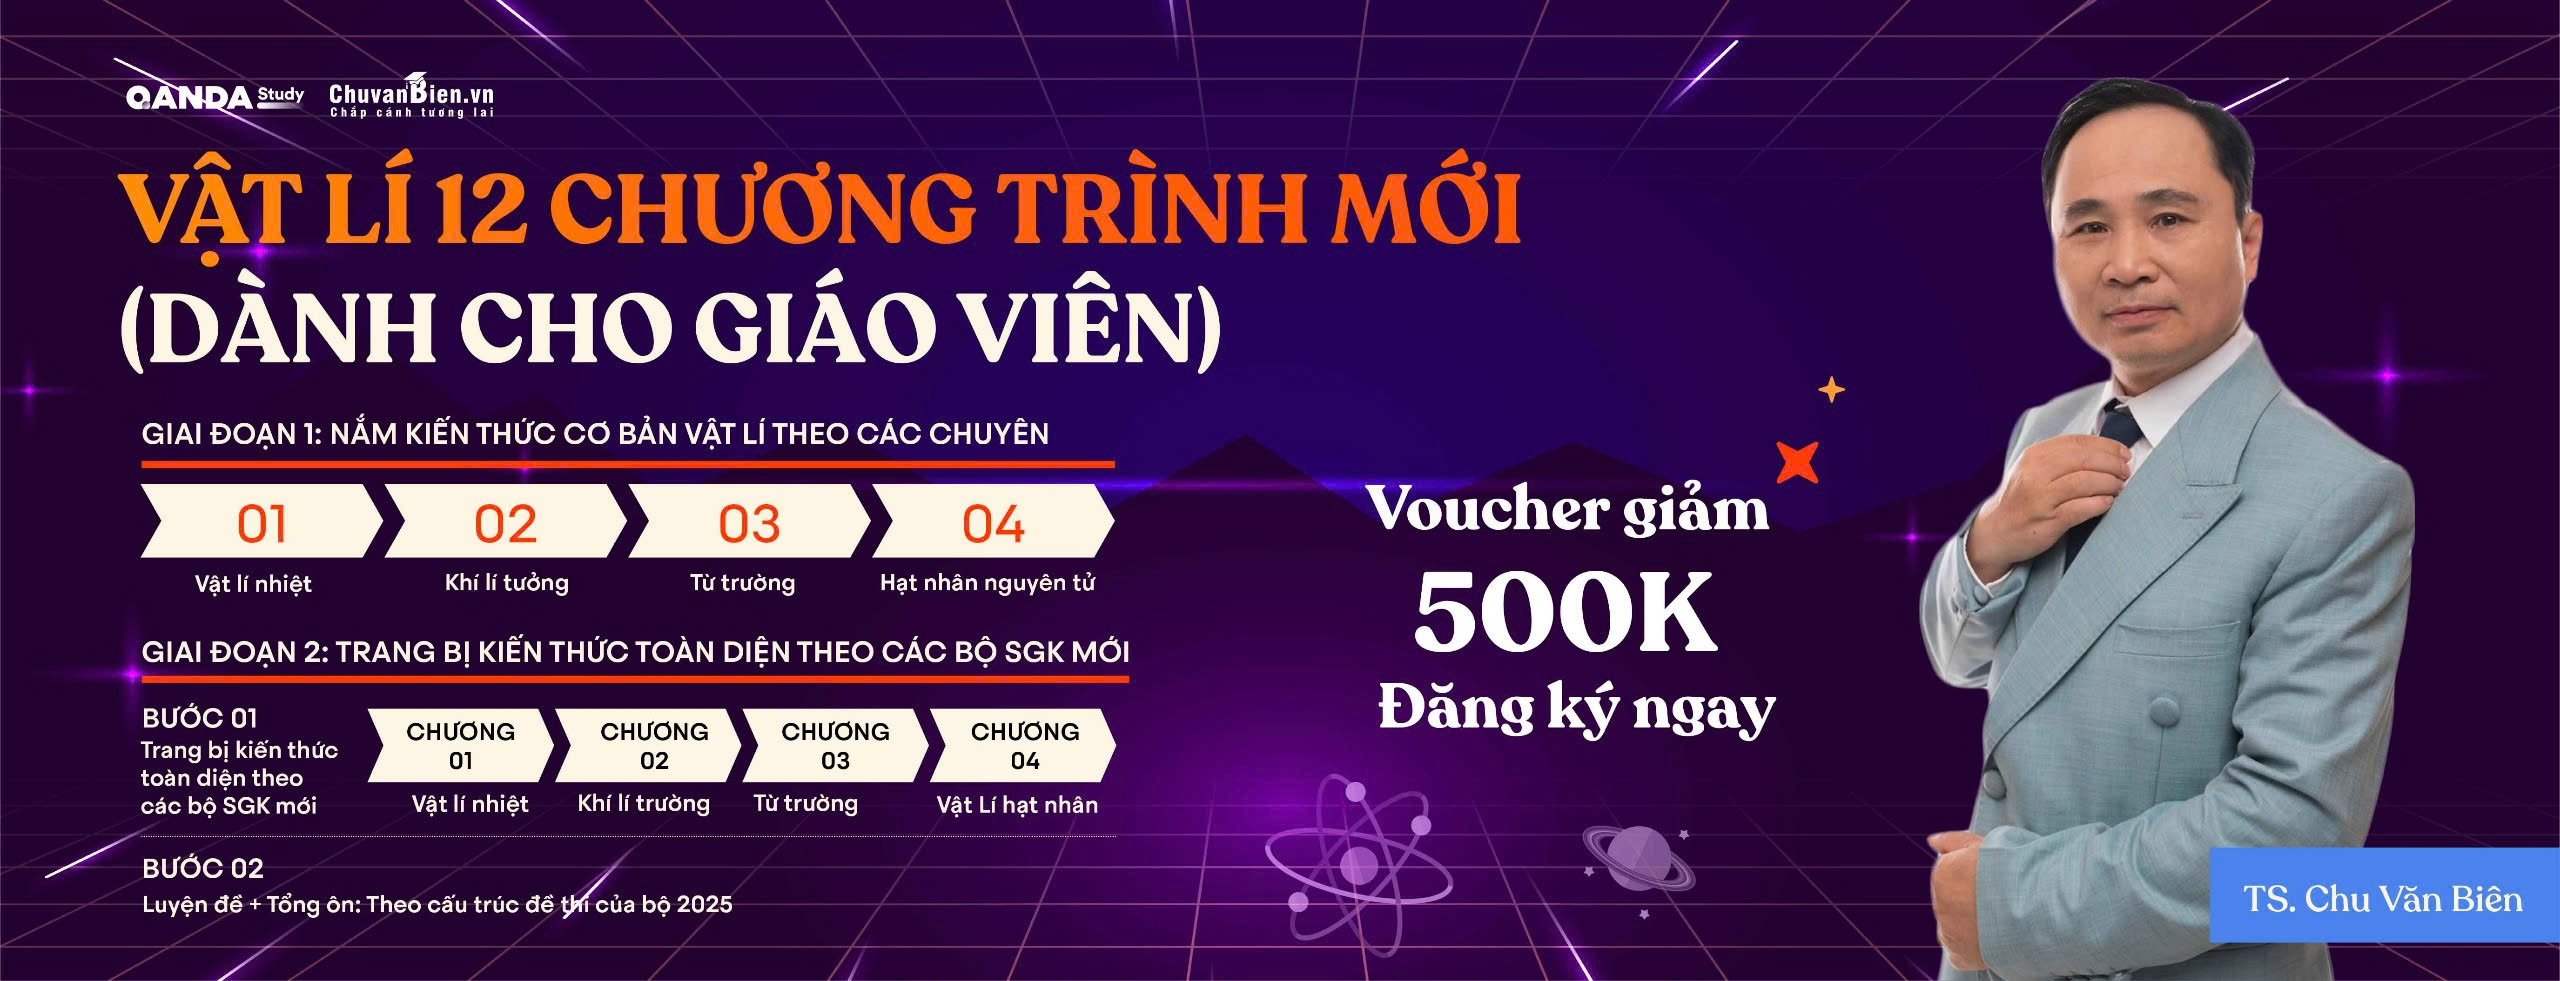 QANDA Study
ChuvanBien.vn
Chắp cánh tương lai
VẬT LÍ 12 CHƯƠNG TRÌNH MỚI
(DÀNH CHO GIÁO VIÊN)
GIAI ĐOẠN 1: NẮM KIẾN THỨC CƠ BẢN VẬT LÍ THEO CÁC CHUYÊN
01
Vật lí nhiệt
02
Khí lí tưởng
03
Từ trường
04
Hạt nhân nguyên tử
GIAI ĐOẠN 2: TRANG BỊ KIẾN THỨC TOÀN DIỆN THEO CÁC BỘ SGK MỚI
BƯỚC 01
Trang bị kiến thức
toàn diện theo
các bộ SGK mới
CHƯƠNG
01
Vật lí nhiệt
CHƯƠNG
02
Khí lí trường
CHƯƠNG
03
Từ trường
CHƯƠNG
04
Vật Lí hạt nhân
BƯỚC 02
Luyện đề + Tổng ôn: Theo cấu trúc đề thi của bộ 2025
Voucher giảm
500K
Đăng ký ngay
TS. Chu Văn Biên